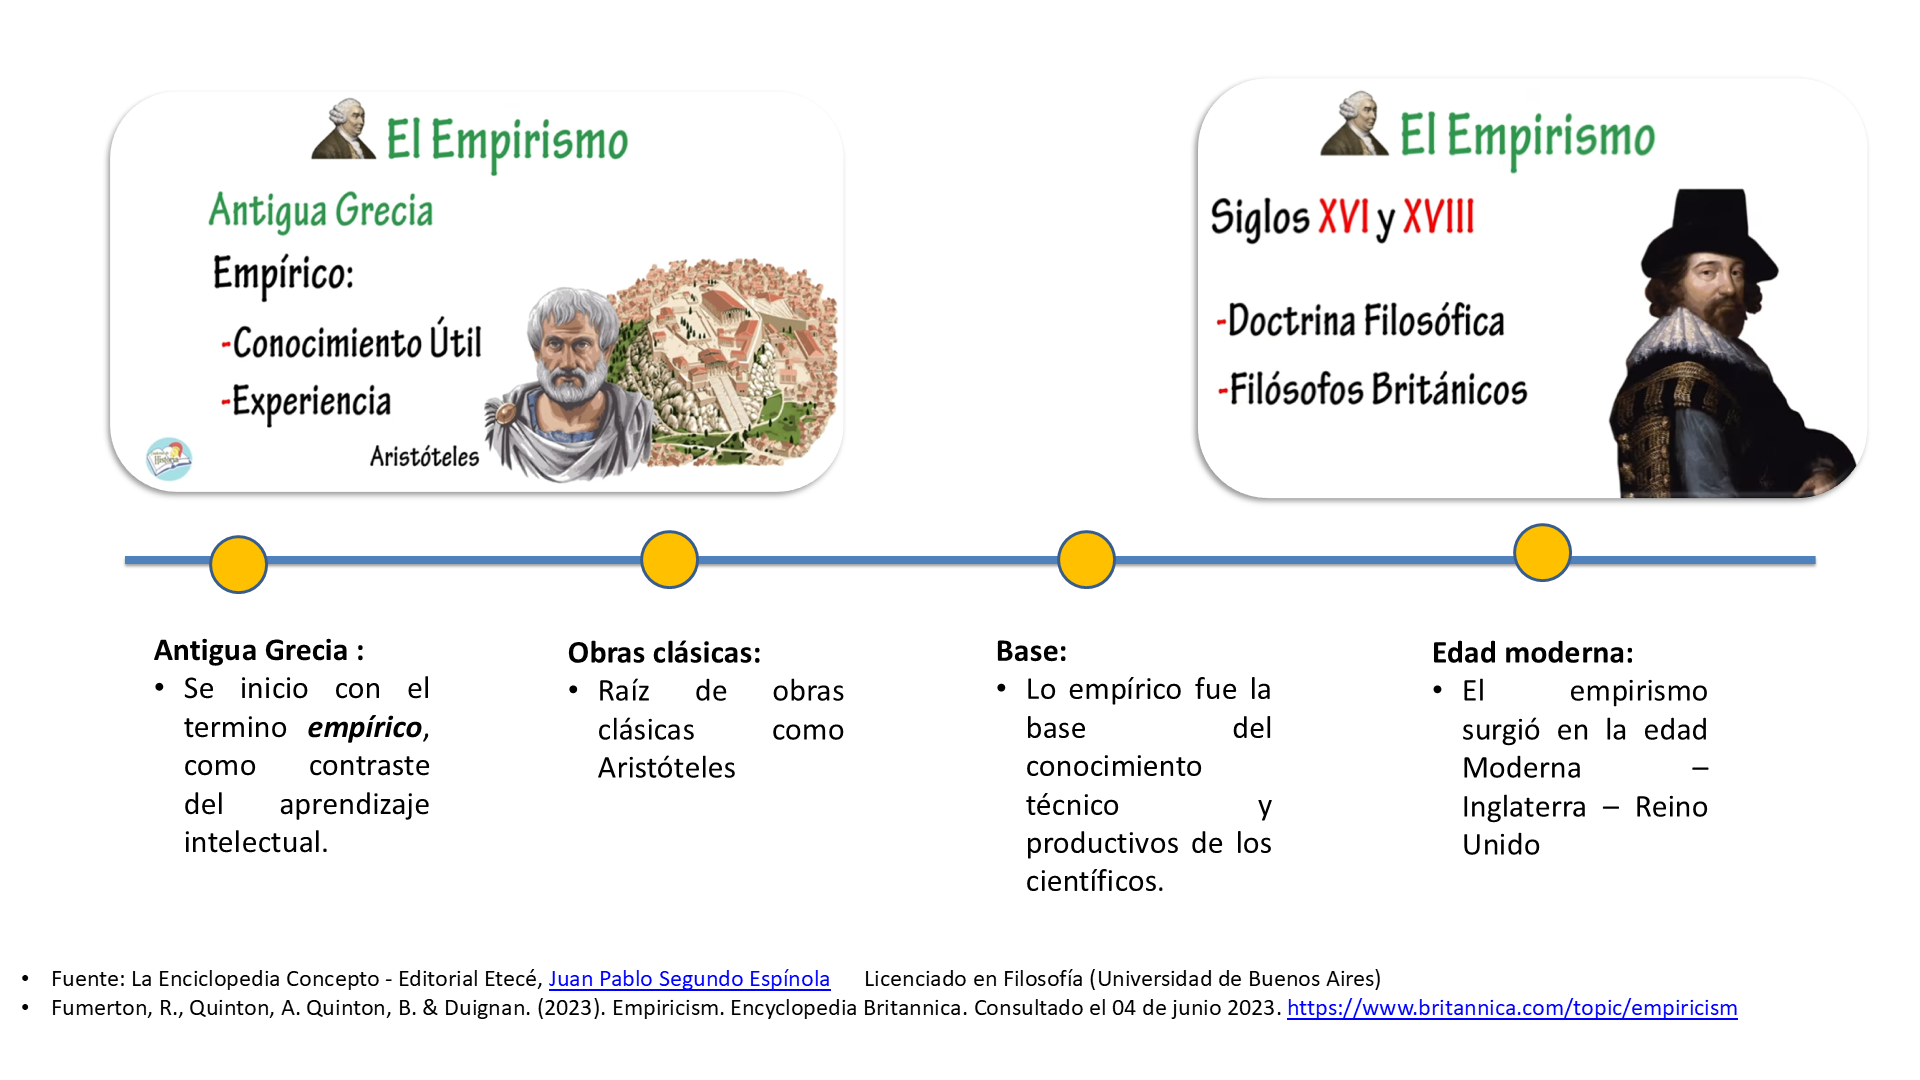 El Empirismo
Antigua Grecia
Empírico:
-Conocimiento Útil
-Experiencia
Aristóteles
Historia
El Empirismo
Siglos XVI y XVIII
-Doctrina Filosófica
-Filósofos Británicos
Antigua Grecia :
• Se inicio con el
termino empírico,
como contraste
del aprendizaje
intelectual.
Obras clásicas:
• Raíz de obras
clásicas como
Aristóteles
Base:
• Lo empírico fue la
base del
conocimiento
técnico y
productivos de los
científicos.
Edad moderna:
• El empirismo
surgió en la edad
Moderna –
Inglaterra – Reino
Unido
• Fuente: La Enciclopedia Concepto - Editorial Etecé, Juan Pablo Segundo Espínola Licenciado en Filosofía (Universidad de Buenos Aires)
• Fumerton, R., Quinton, A. Quinton, B. & Duignan. (2023). Empiricism. Encyclopedia Britannica. Consultado el 04 de junio 2023. https://www.britannica.com/topic/empiricism